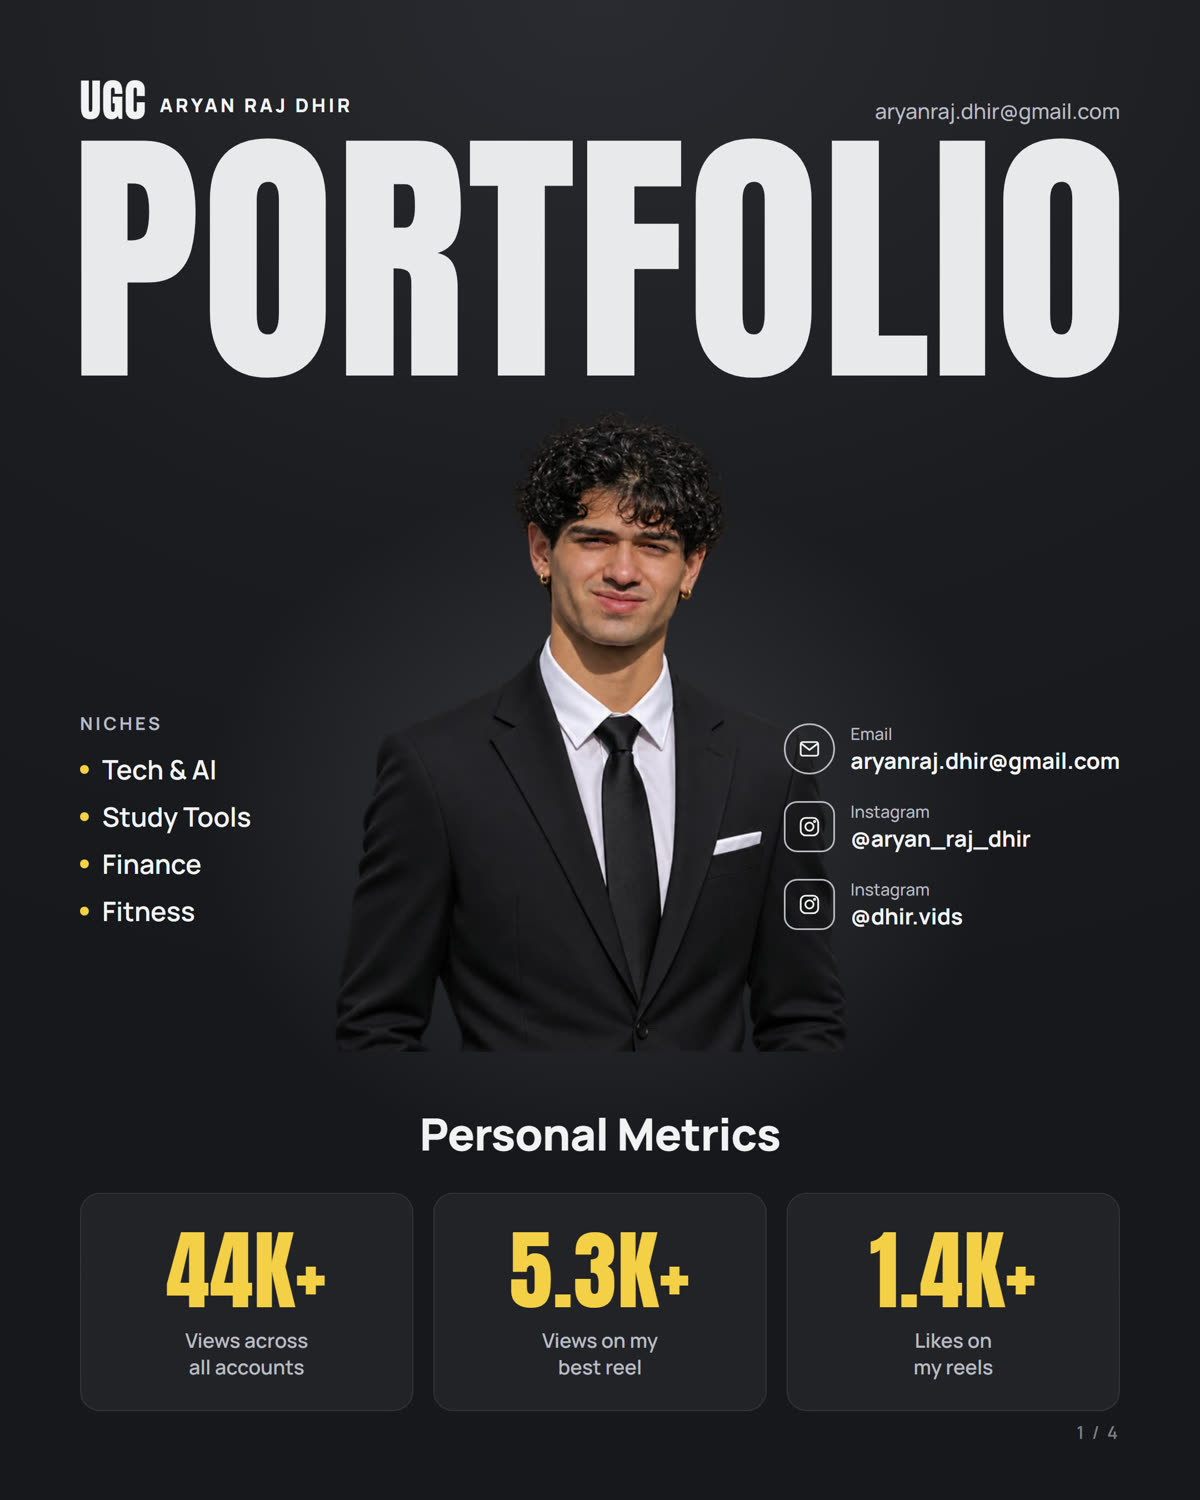 UGC ARYAN RAJ DHIR
aryanraj.dhir@gmail.com
PORTFOLIO
NICHES
Tech & AI
Study Tools
Finance
Fitness
Email
aryanraj.dhir@gmail.com
Instagram
@aryan_raj_dhir
Instagram
@dhir.vids
Personal Metrics
44K+
Views across
all accounts
5.3K+
Views on my
best reel
1.4K+
Likes on
my reels
1 / 4